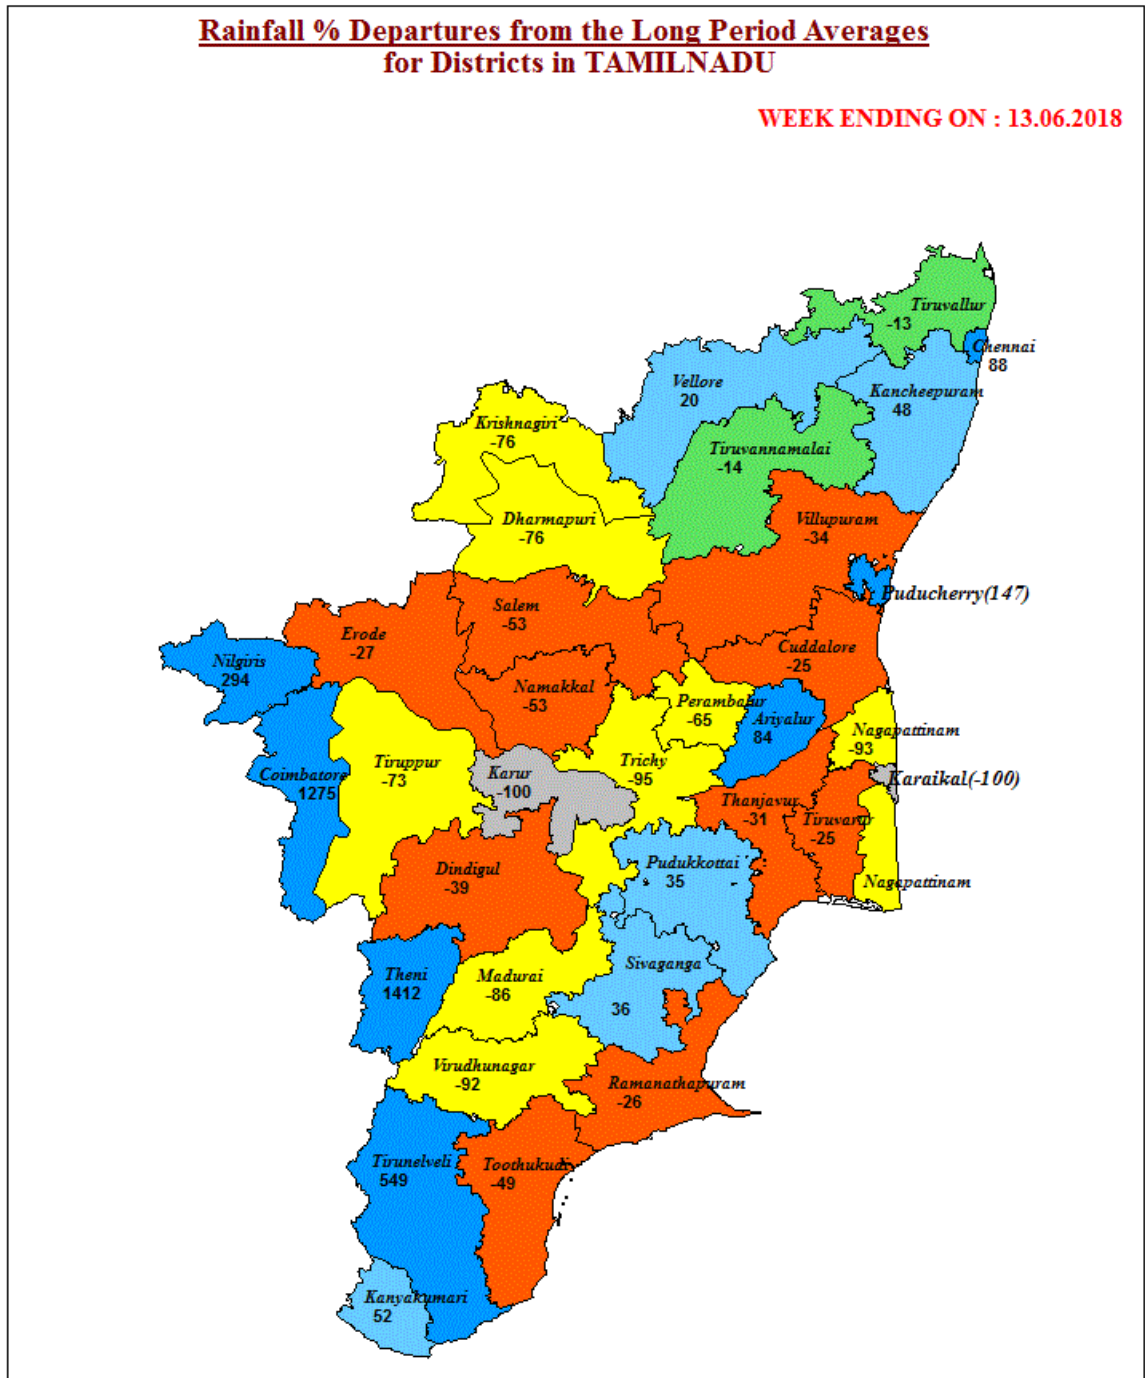 Rainfall % Departures from the Long Period Averages
for Districts in TAMILNADU
WEEK ENDING ON : 13.06.2018
Tiruvallur
-13
Chennai
88
Vellore
20
Kancheepuram
48
Krishnagiri
-76
Tiruvannamalai
-14
Dharmapuri
-76
Villupuram
-34
Puducherry(147)
Salem
-53
Erode
-27
Cuddalore
-25
Nilgiris
294
Namakkal
-53
Perambalur
-65
Ariyalur
84
Nagapattinam
-93
Tiruppur
-73
Coimbatore
1275
Karur
-100
Trichy
-95
Karaikal(-100)
Thanjavur
-31
Tiruvarur
-25
Dindigul
-39
Pudukkottai
35
Nagapattinam
Theni
1412
Madurai
-86
Sivaganga
36
Virudhunagar
-92
Ramanathapuram
-26
Tirunelveli
549
Toothukudi
-49
Kanyakumari
52